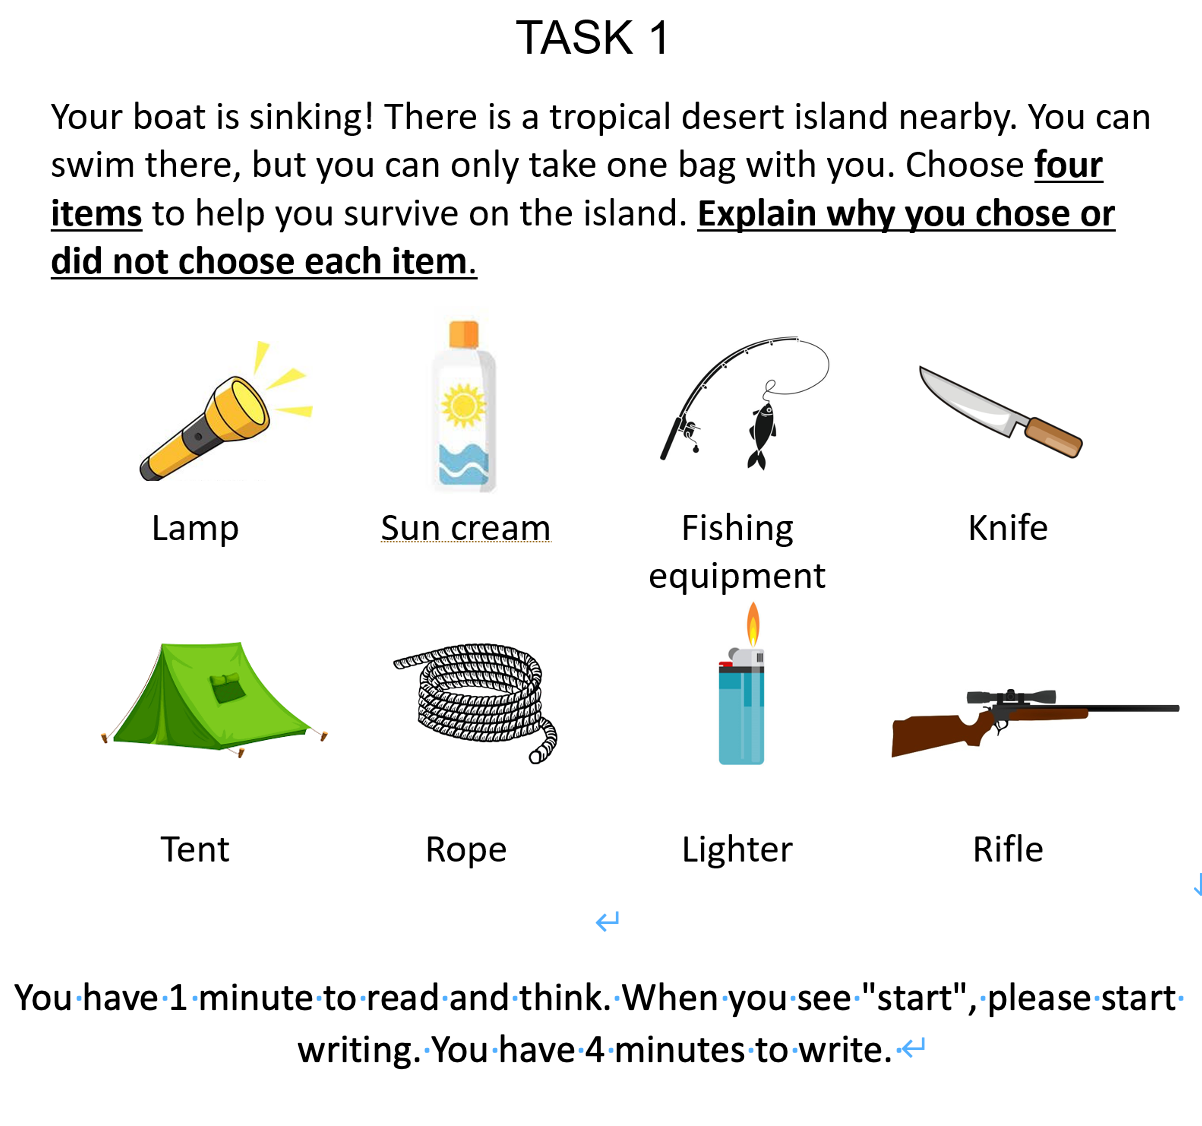 TASK 1
Your boat is sinking! There is a tropical desert island nearby. You can
swim there, but you can only take one bag with you. Choose four
items to help you survive on the island. Explain why you chose or
did not choose each item.
Lamp Sun cream Fishing equipment Knife
Tent Rope Lighter Rifle
You have 1 minute to read and think. When you see "start", please start
writing. You have 4 minutes to write.